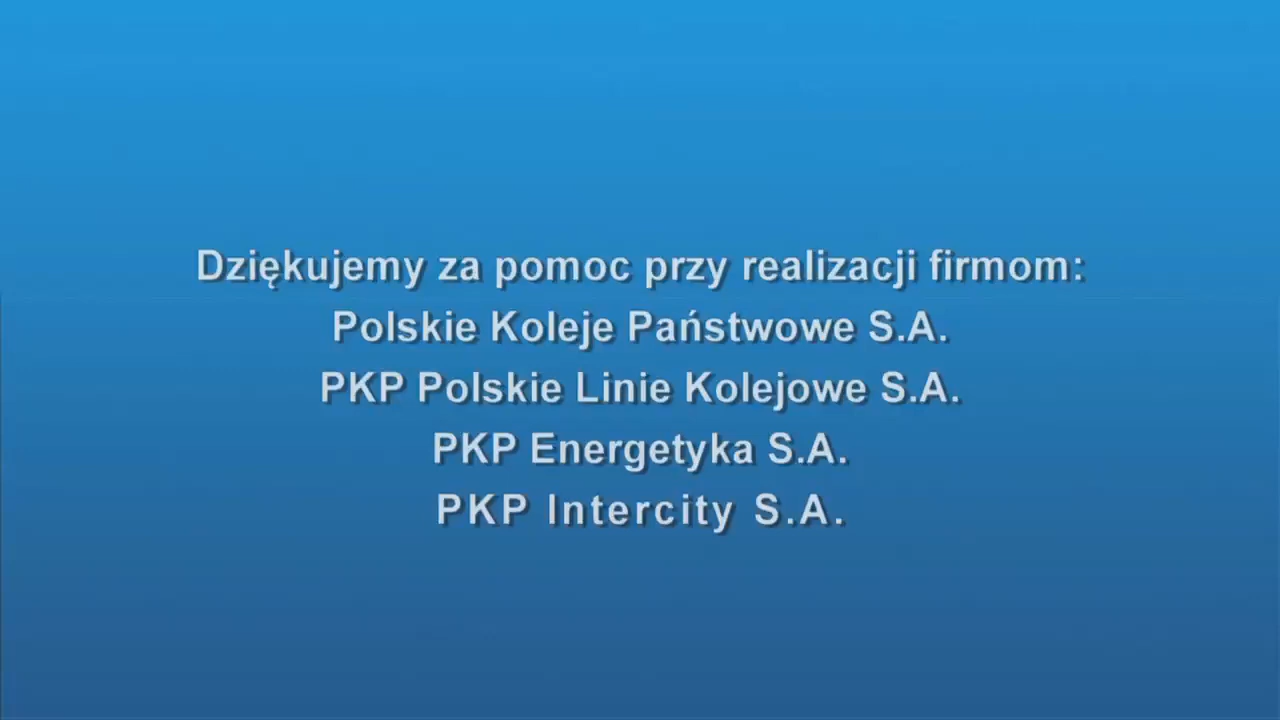 Dziękujemy za pomoc przy realizacji firmom:
Polskie Koleje Państwowe S.A.
PKP Polskie Linie Kolejowe S.A.
PKP Energetyka S.A.
PKP Intercity S.A.